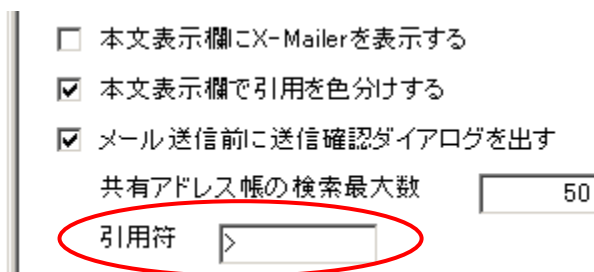 本文表示欄にX-Mailerを表示する
本文表示欄で引用を色分けする
メール送信前に送信確認ダイアログを出す
共有アドレス帳の検索最大数 50
引用符 >